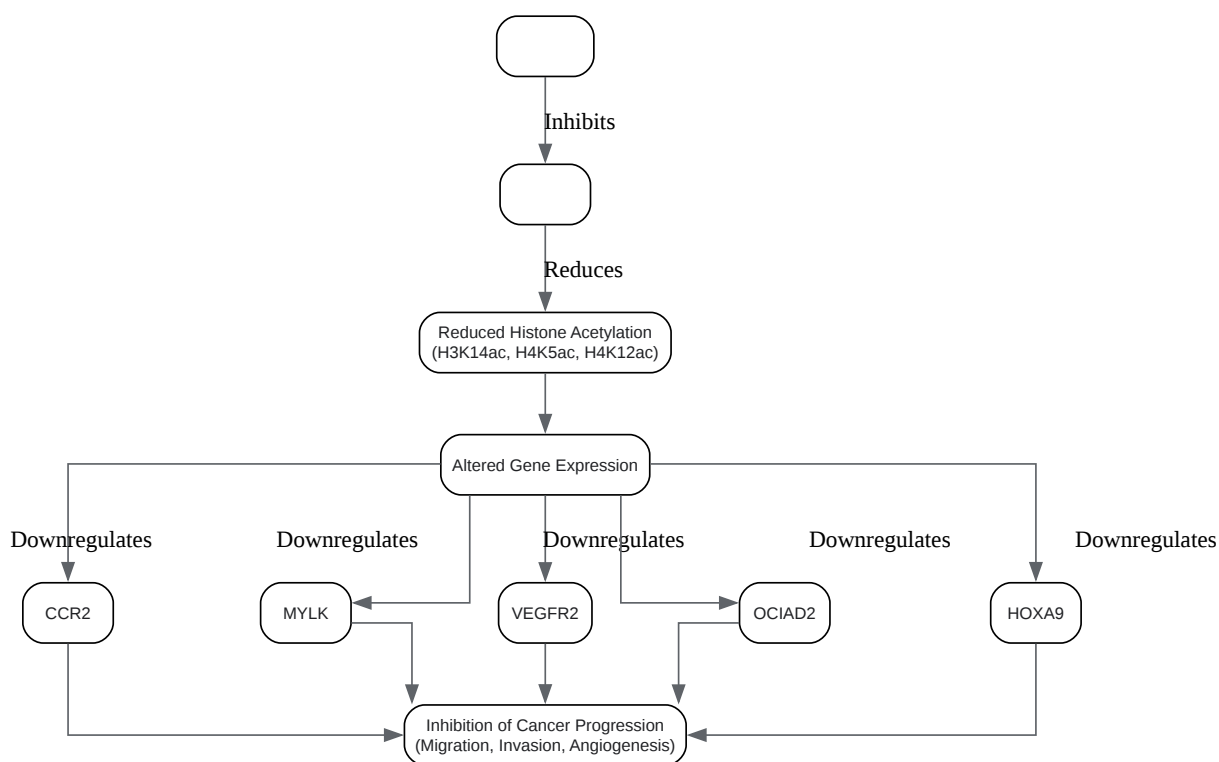 Inhibits
Reduces
Reduced Histone Acetylation
(H3K14ac, H4K5ac, H4K12ac)
Altered Gene Expression
Downregulates
Downregulates
Downregulates
Downregulates
Downregulates
CCR2
MYLK
VEGFR2
OCIAD2
HOXA9
Inhibition of Cancer Progression
(Migration, Invasion, Angiogenesis)